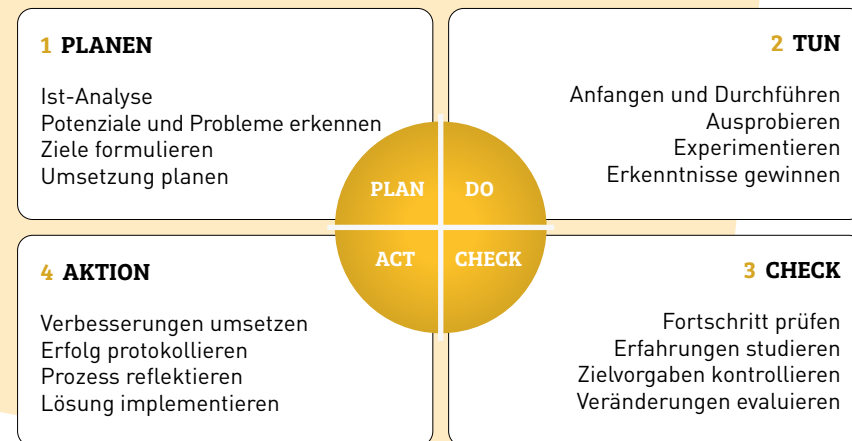 1 PLANEN
Ist-Analyse
Potenziale und Probleme erkennen
Ziele formulieren
Umsetzung planen
2 TUN
Anfangen und Durchführen
Ausprobieren
Experimentieren
Erkenntnisse gewinnen
PLAN
DO
ACT
CHECK
4 AKTION
Verbesserungen umsetzen
Erfolg protokollieren
Prozess reflektieren
Lösung implementieren
3 CHECK
Fortschritt prüfen
Erfahrungen studieren
Zielvorgaben kontrollieren
Veränderungen evaluieren